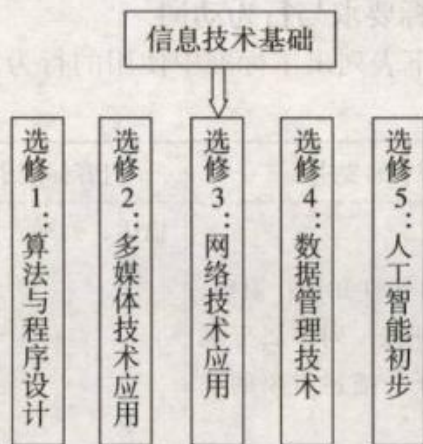 信息技术基础
选修1：算法与程序设计
选修2：多媒体技术应用
选修3：网络技术应用
选修4：数据管理技术
选修5：人工智能初步